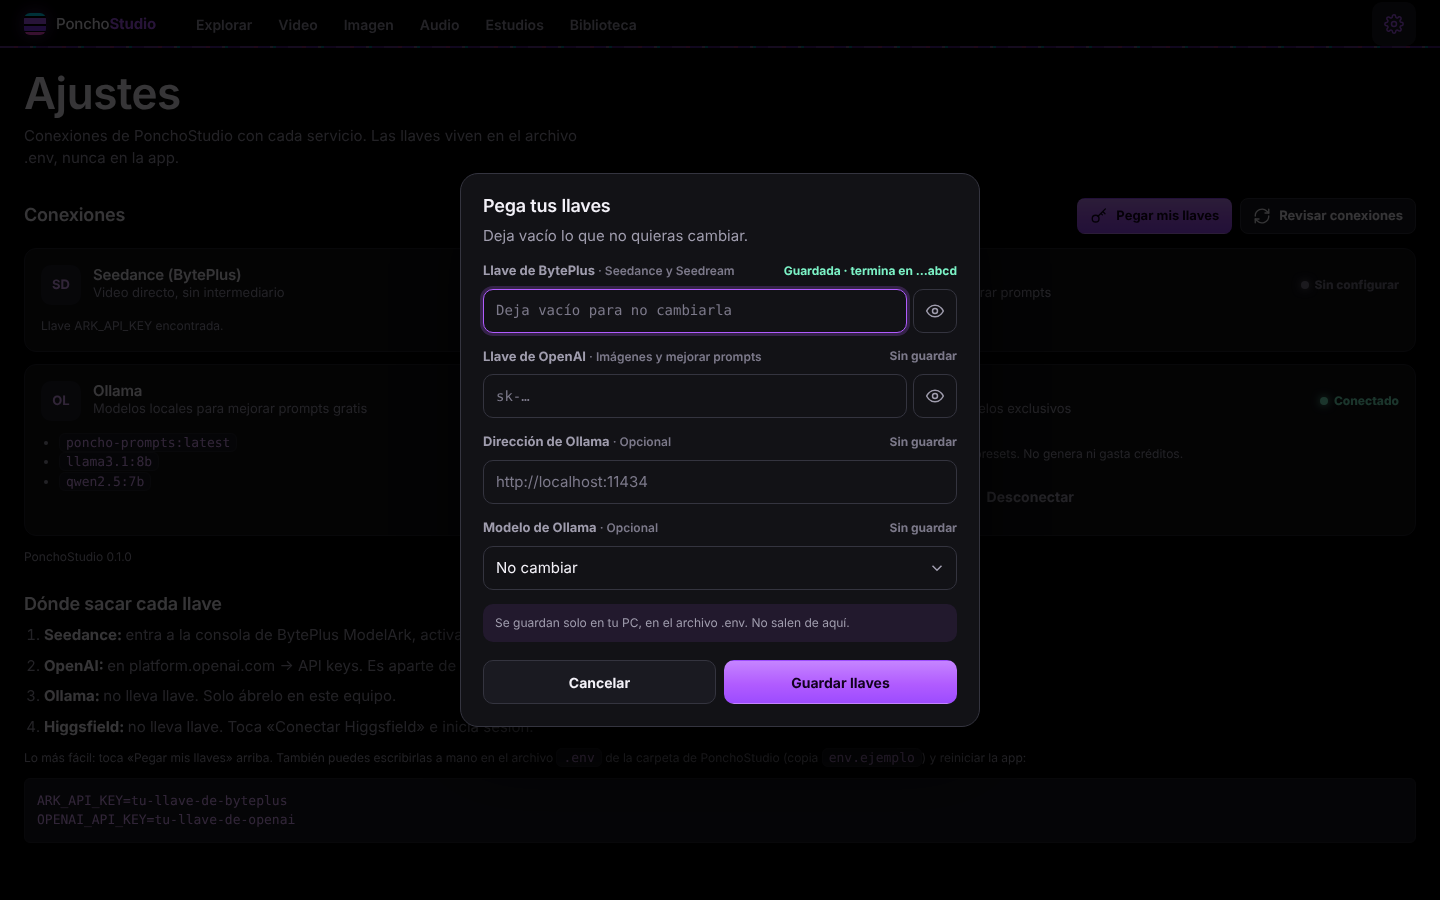 PonchoStudio Explorar Video Imagen Audio Estudios Biblioteca
Ajustes
Conexiones de PonchoStudio con cada servicio. Las llaves viven en el archivo
.env, nunca en la app.
Conexiones
Pegar mis llaves
Revisar conexiones
SD
Seedance (BytePlus)
Video directo, sin intermediario
Llave ARK_API_KEY encontrada.
rar prompts
Sin configurar
OL
Ollama
Modelos locales para mejorar prompts gratis
• poncho-prompts:latest
• llama3.1:8b
• qwen2.5:7b
elos exclusivos
Conectado
resets. No genera ni gasta créditos.
Desconectar
PonchoStudio 0.1.0
Pega tus llaves
Deja vacío lo que no quieras cambiar.
Llave de BytePlus · Seedance y Seedream
Guardada · termina en …abcd
Deja vacío para no cambiarla
Llave de OpenAI · Imágenes y mejorar prompts
Sin guardar
sk-…
Dirección de Ollama · Opcional
Sin guardar
http://localhost:11434
Modelo de Ollama · Opcional
Sin guardar
No cambiar
Se guardan solo en tu PC, en el archivo .env. No salen de aquí.
Cancelar
Guardar llaves
Dónde sacar cada llave
1. Seedance: entra a la consola de BytePlus ModelArk, activa
2. OpenAI: en platform.openai.com → API keys. Es aparte de
3. Ollama: no lleva llave. Solo ábrelo en este equipo.
4. Higgsfield: no lleva llave. Toca «Conectar Higgsfield» e inicia sesión.
Lo más fácil: toca «Pegar mis llaves» arriba. También puedes escribirlas a mano en el archivo .env de la carpeta de PonchoStudio (copia env.ejemplo) y reiniciar la app:
ARK_API_KEY=tu-llave-de-byteplus
OPENAI_API_KEY=tu-llave-de-openai